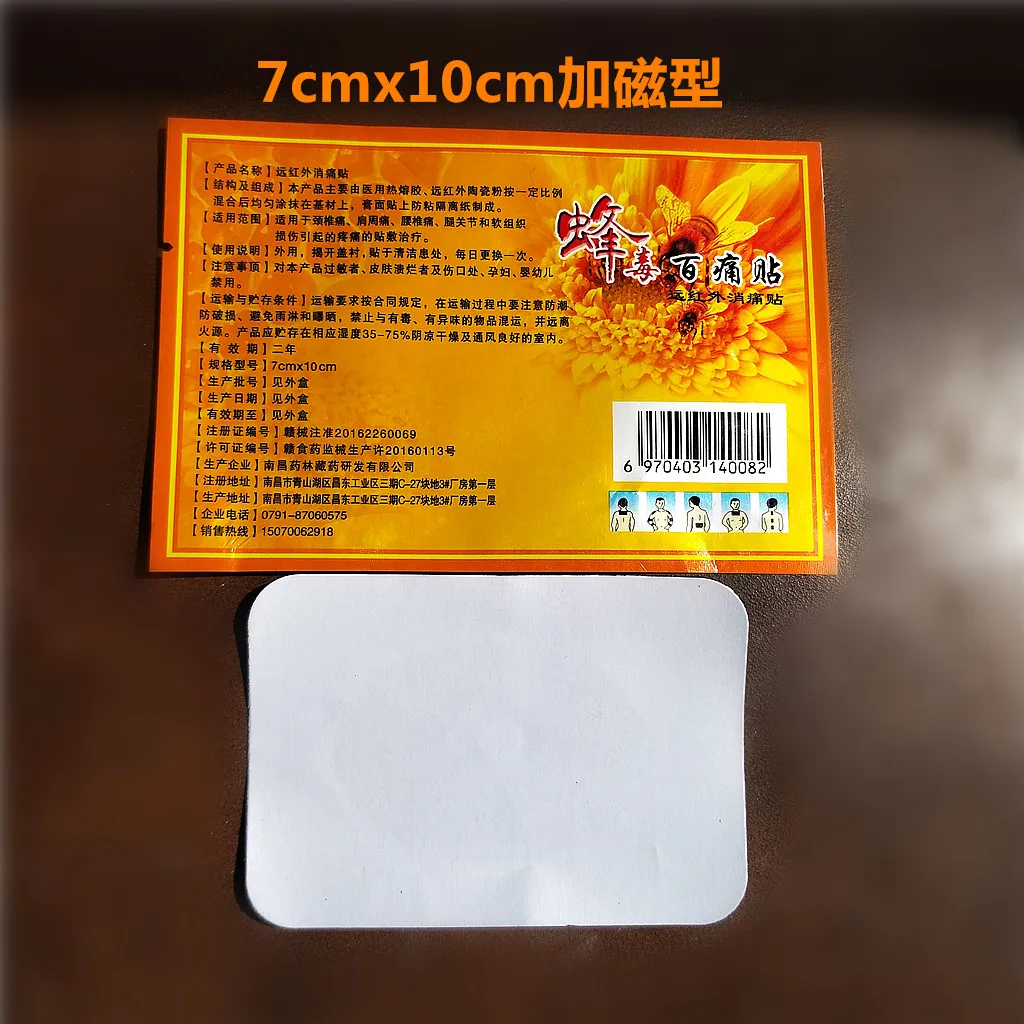 7cmx10cm加磁型
【产品名称】远红外消痛贴
【结构及组成】本产品主要由医用热熔胶、远红外陶瓷粉按一定比例
混合后均匀涂抹在基材上，膏面贴上防粘隔离纸制成。
【适用范围】适用于颈椎痛、肩周痛、腰椎痛、腿关节和软组织
损伤引起的疼痛的贴敷治疗。
【使用说明】外用，揭开盖衬，贴于清洁患处，每日更换一次。
【注意事项】对本产品过敏者、皮肤溃烂者及伤口处、孕妇、婴幼儿
禁用。
【运输与贮存条件】运输要求按合同规定，在运输过程中要注意防潮、
防破损、避免雨淋和曝晒，禁止与有毒、有异味的物品混运，并远离
火源。产品应贮存在相应湿度35-75%阴凉干燥及通风良好的室内。
【有 效 期】二年
【规格型号】7cmx10cm
【生产批号】见外盒
【生产日期】见外盒
【有效期至】见外盒
【注册证编号】赣械注准20162260069
【许可证编号】赣食药监械生产许20160113号
【生产企业】南昌药林藏药研发有限公司
【注册地址】南昌市青山湖区昌东工业区三期C-27块地3#厂房第一层
【生产地址】南昌市青山湖区昌东工业区三期C-27块地3#厂房第一层
【企业电话】0791-87060575
【销售热线】15070062918
蜂毒百痛贴
远红外消痛贴
6 970403 140082